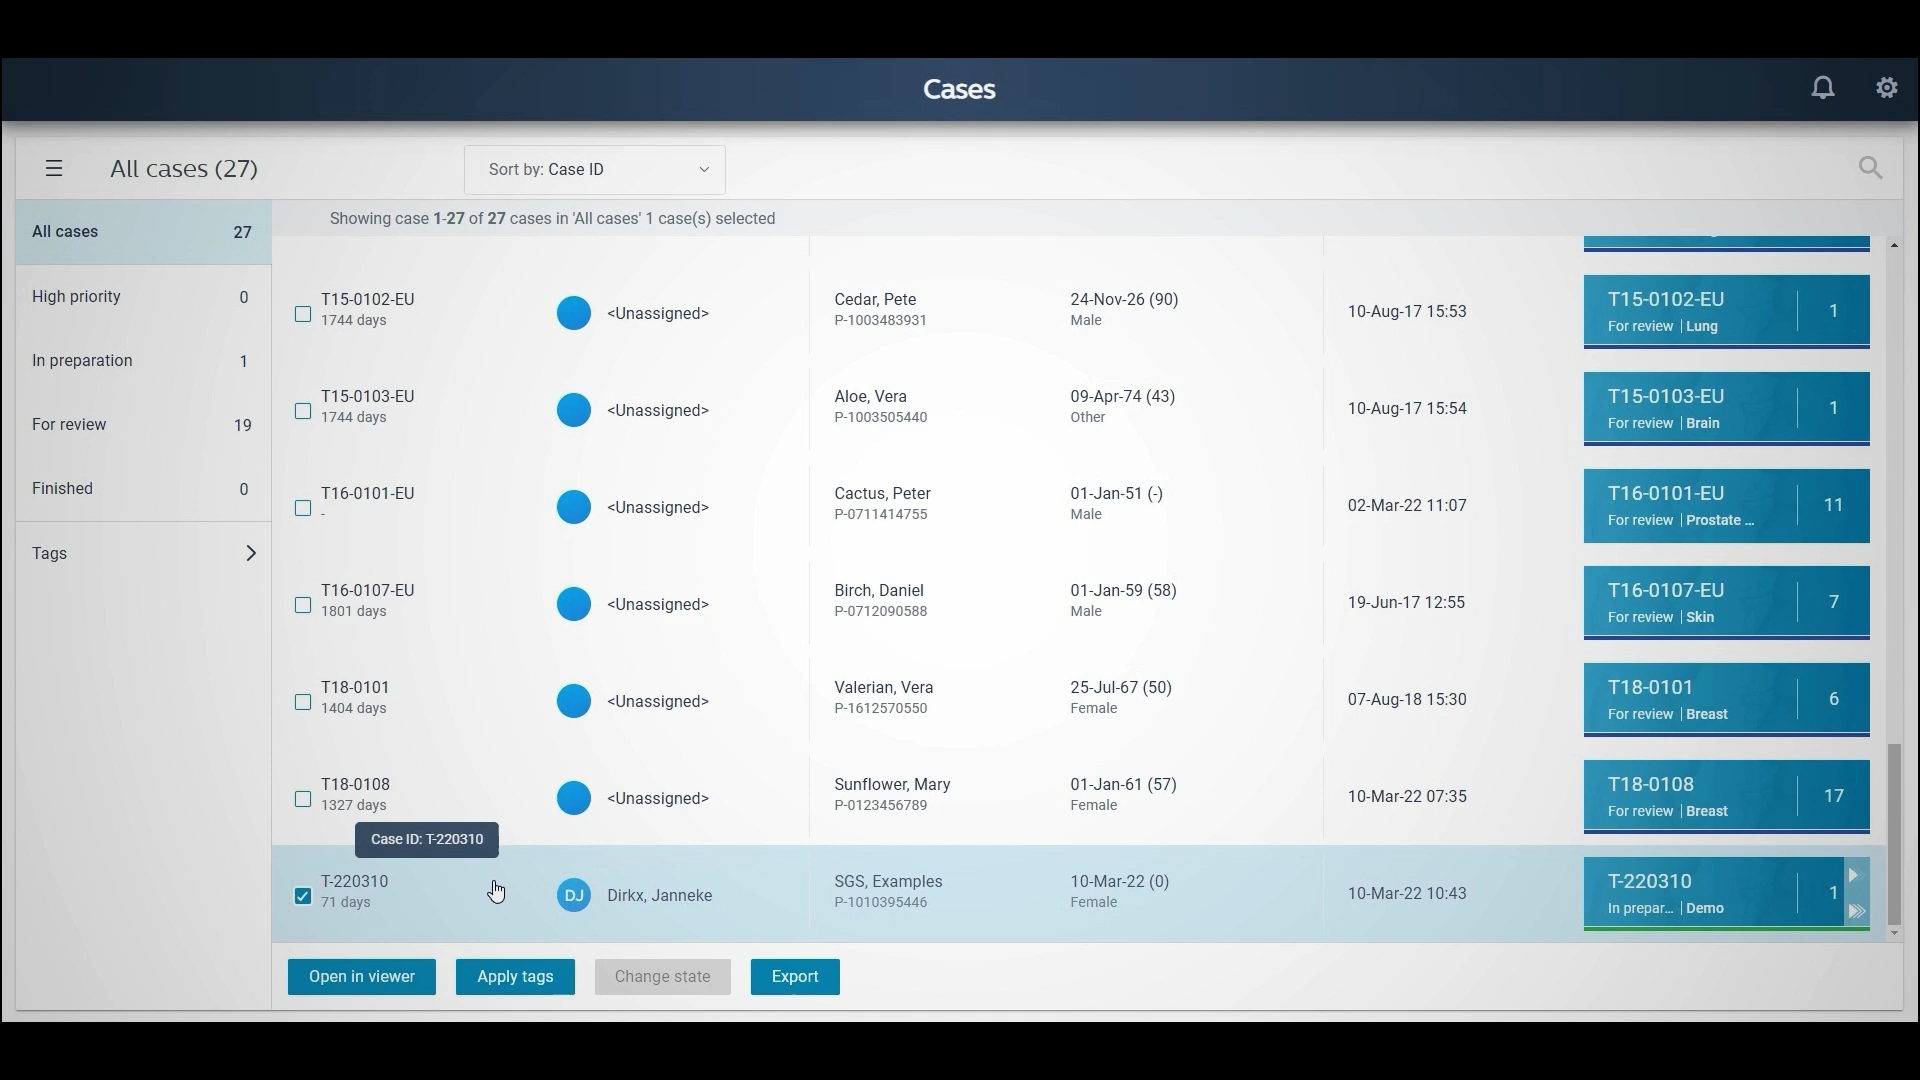 Cases
All cases (27)
Sort by: Case ID
All cases 27
Showing case 1-27 of 27 cases in 'All cases' 1 case(s) selected
High priority 0
In preparation 1
For review 19
Finished 0
Tags
T15-0102-EU
1744 days
<Unassigned>
Cedar, Pete
P-1003483931
24-Nov-26 (90)
Male
10-Aug-17 15:53
T15-0102-EU
For review | Lung
1
T15-0103-EU
1744 days
<Unassigned>
Aloe, Vera
P-1003505440
09-Apr-74 (43)
Other
10-Aug-17 15:54
T15-0103-EU
For review | Brain
1
T16-0101-EU
-
<Unassigned>
Cactus, Peter
P-0711414755
01-Jan-51 (-)
Male
02-Mar-22 11:07
T16-0101-EU
For review | Prostate ...
11
T16-0107-EU
1801 days
<Unassigned>
Birch, Daniel
P-0712090588
01-Jan-59 (58)
Male
19-Jun-17 12:55
T16-0107-EU
For review | Skin
7
T18-0101
1404 days
<Unassigned>
Valerian, Vera
P-1612570550
25-Jul-67 (50)
Female
07-Aug-18 15:30
T18-0101
For review | Breast
6
T18-0108
1327 days
<Unassigned>
Sunflower, Mary
P-0123456789
01-Jan-61 (57)
Female
10-Mar-22 07:35
T18-0108
For review | Breast
17
Case ID: T-220310
T-220310
71 days
DJ
Dirkx, Janneke
SGS, Examples
P-1010395446
10-Mar-22 (0)
Female
10-Mar-22 10:43
T-220310
In prepar... | Demo
1
Open in viewer
Apply tags
Change state
Export